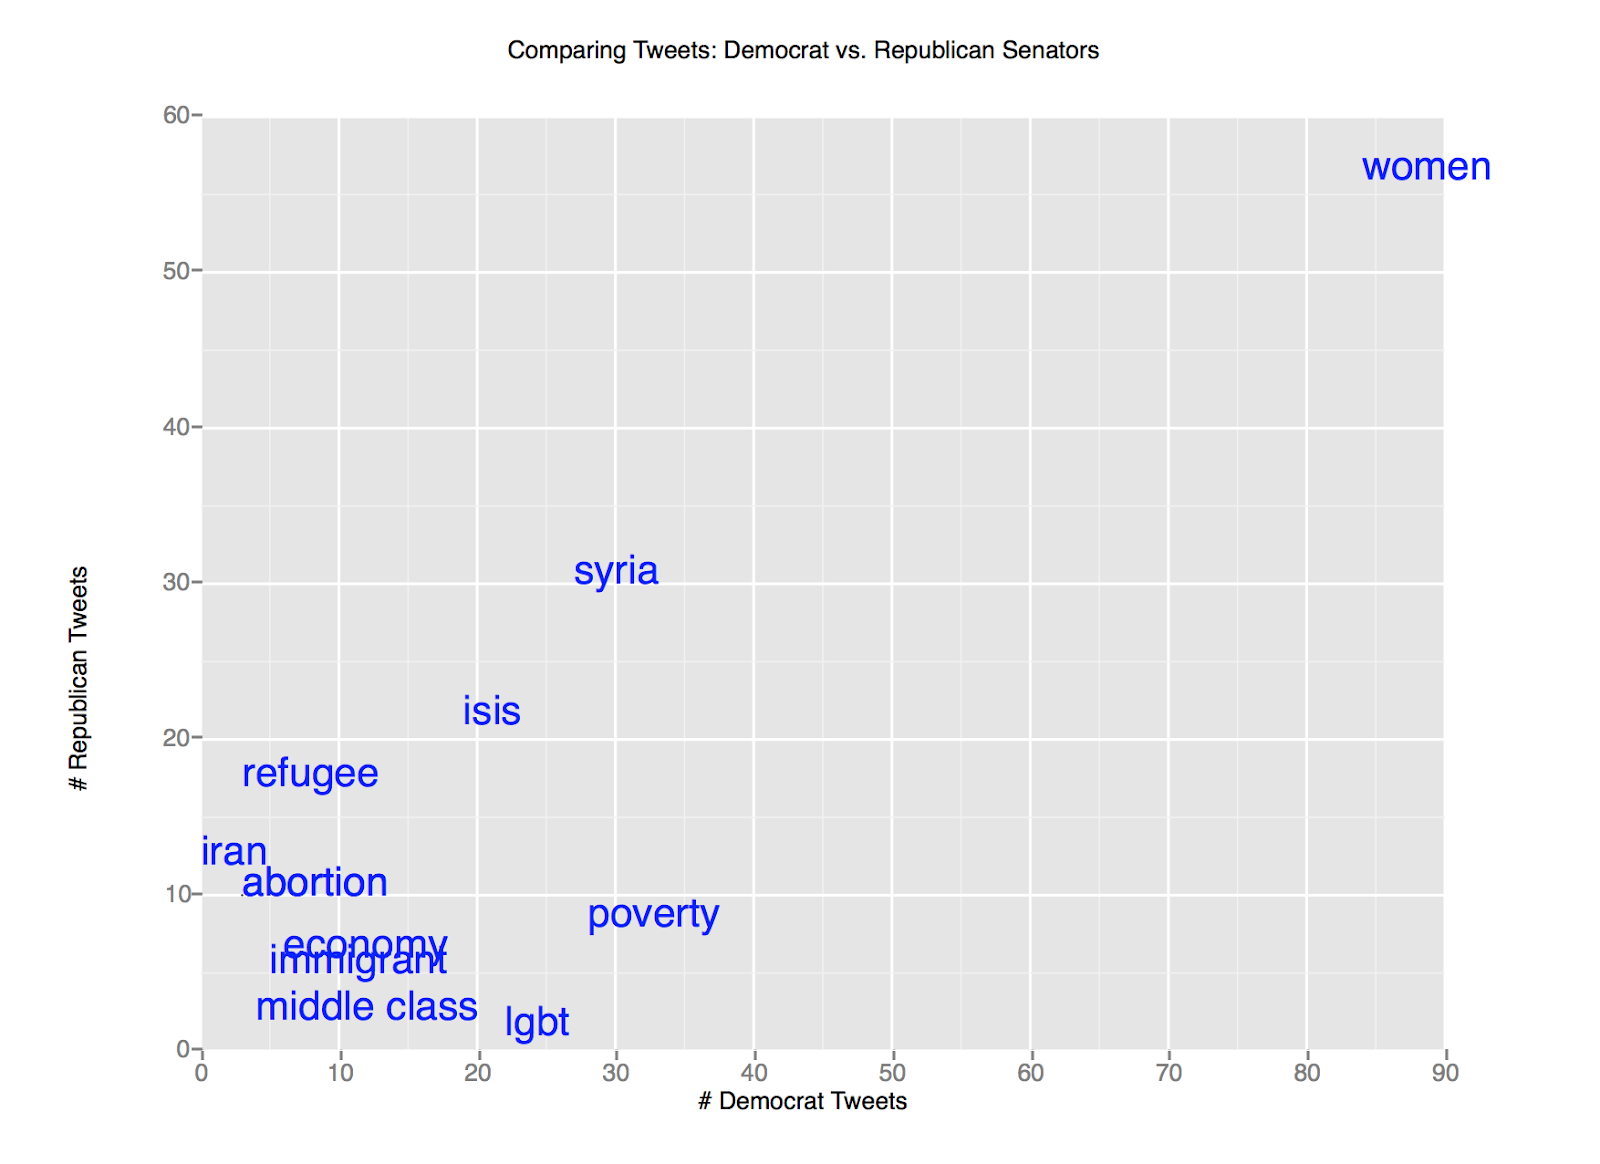 Comparing Tweets: Democrat vs. Republican Senators
60
women
50
40
30
syria
isis
20
refugee
iran
abortion
10
poverty
economy
immigrant
middle class
lgbt
0
# Republican Tweets
0 10 20 30 40 50 60 70 80 90
# Democrat Tweets